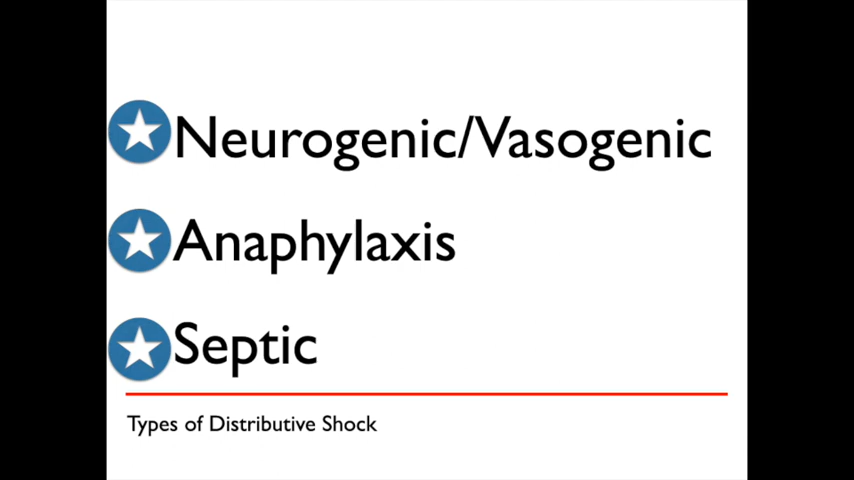 Neurogenic/Vasogenic
Anaphylaxis
Septic
Types of Distributive Shock